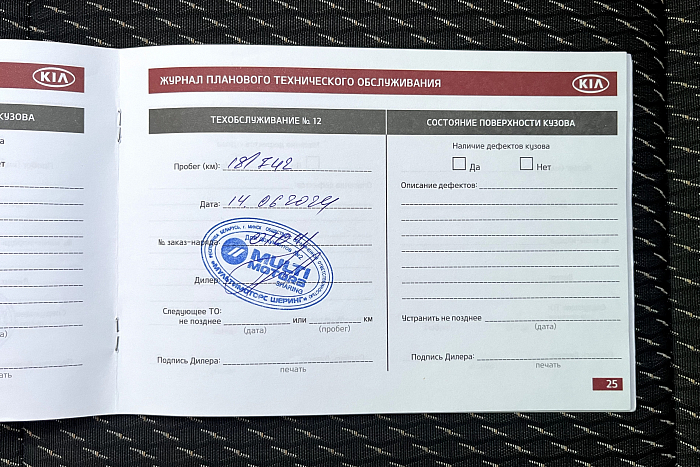 KIA
КУЗОВА
ЖУРНАЛ ПЛАНОВОГО ТЕХНИЧЕСКОГО ОБСЛУЖИВАНИЯ
KIA
ТЕХОБСЛУЖИВАНИЕ № 12
СОСТОЯНИЕ ПОВЕРХНОСТИ КУЗОВА
Наличие дефектов кузова
Да Нет
Пробег (км):
Описание дефектов:
Дата: 14.06.2024
№ заказ-наряда:
MULTI
MOTORS
SHARING
«МУЛЬТИМОТОРС ШЕРИНГ»
Дилер:
Следующее ТО:
не позднее или км
(дата) (пробег)
Устранить не позднее
(дата)
Подпись Дилера:
печать
Подпись Дилера:
печать
25